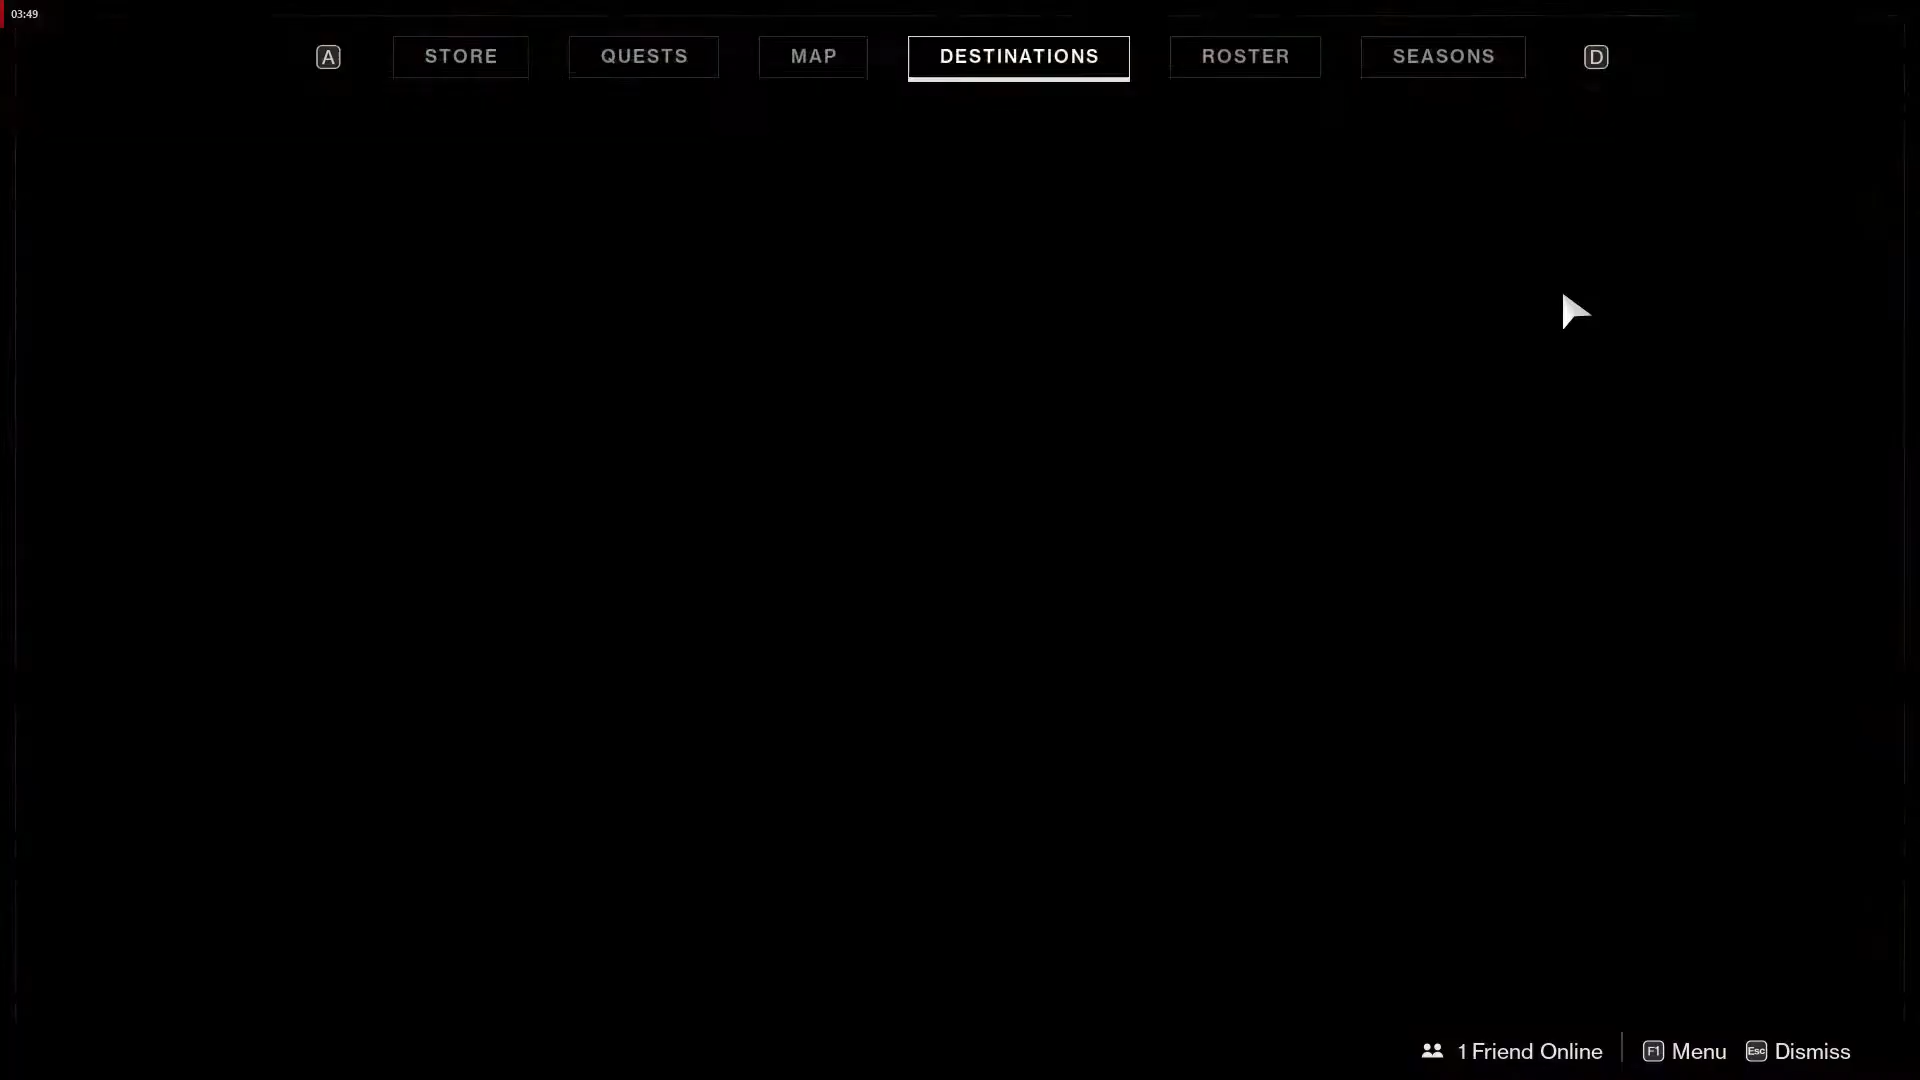 03:49
A STORE QUESTS MAP DESTINATIONS ROSTER SEASONS D
1 Friend Online F1 Menu Esc Dismiss